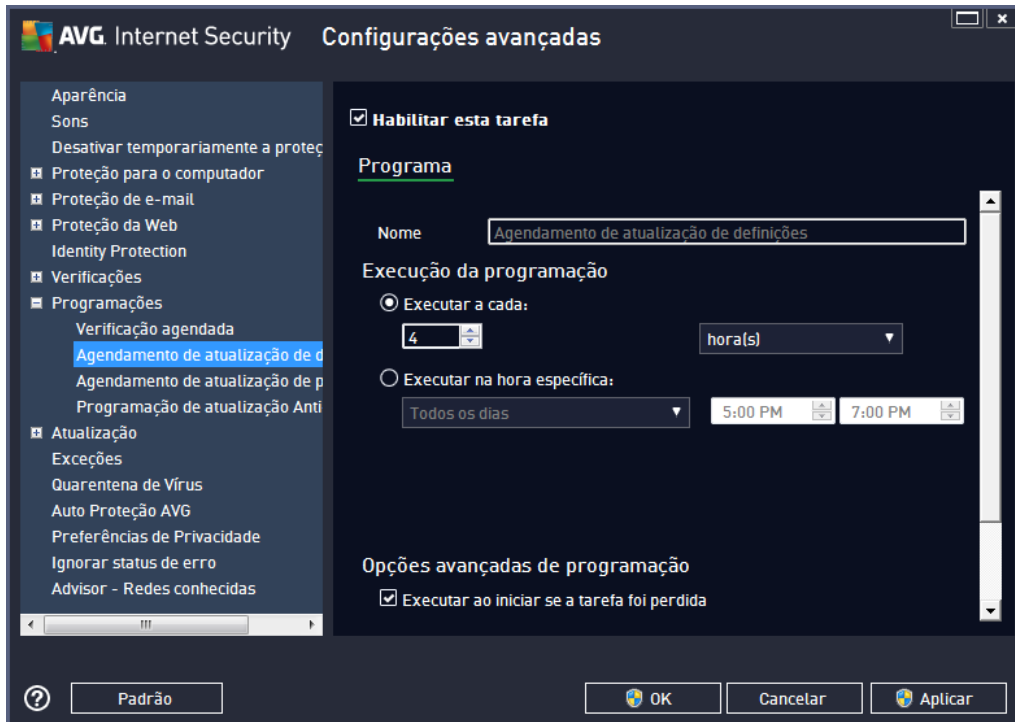 AVG. Internet Security Configurações avançadas
Aparência
Sons
Desativar temporariamente a proteç
Proteção para o computador
Proteção de e-mail
Proteção da Web
Identity Protection
Verificações
Programações
Verificação agendada
Agendamento de atualização de d
Agendamento de atualização de p
Programação de atualização Anti
Atualização
Exceções
Quarentena de Vírus
Auto Proteção AVG
Preferências de Privacidade
Ignorar status de erro
Advisor - Redes conhecidas
Habilitar esta tarefa
Programa
Nome Agendamento de atualização de definições
Execução da programação
Executar a cada:
4 hora(s)
Executar na hora específica:
Todos os dias 5:00 PM 7:00 PM
Opções avançadas de programação
Executar ao iniciar se a tarefa foi perdida
? Padrão OK Cancelar Aplicar